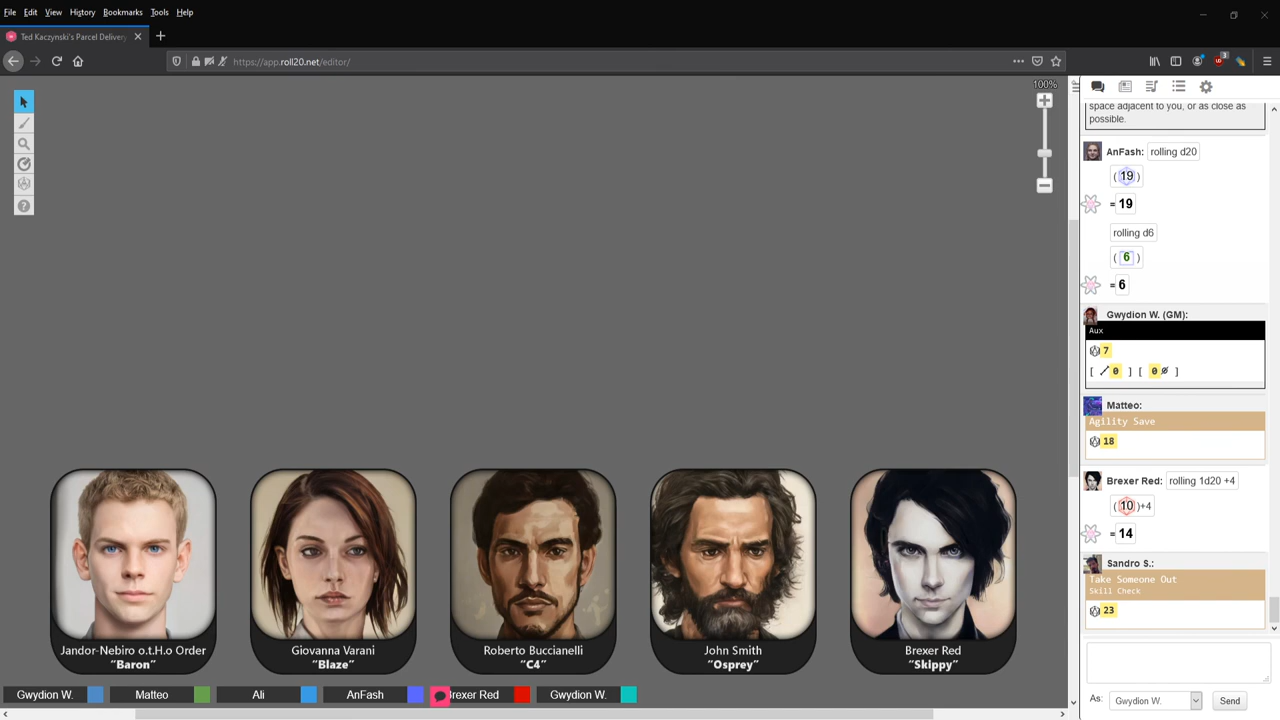 File Edit View History Bookmarks Tools Help
Ted Kaczynski's Parcel Delivery
https://app.roll20.net/editor/
3
100%
space adjacent to you, or as close as
possible.
AnFash: rolling d20
(19)
=19
rolling d6
(6)
=6
Gwydion W. (GM):
Aux
7
[ 0 ] [ 0 ]
Matteo:
Agility Save
18
Brexer Red: rolling 1d20 +4
(10)+4
=14
Sandro S.:
Take Someone Out
Skill Check
23
Jandor-Nebiro o.t.H.o Order
"Baron"
Giovanna Varani
"Blaze"
Roberto Buccianelli
"C4"
John Smith
"Osprey"
Brexer Red
"Skippy"
Gwydion W. Matteo Ali AnFash Brexer Red Gwydion W.
As: Gwydion W. Send